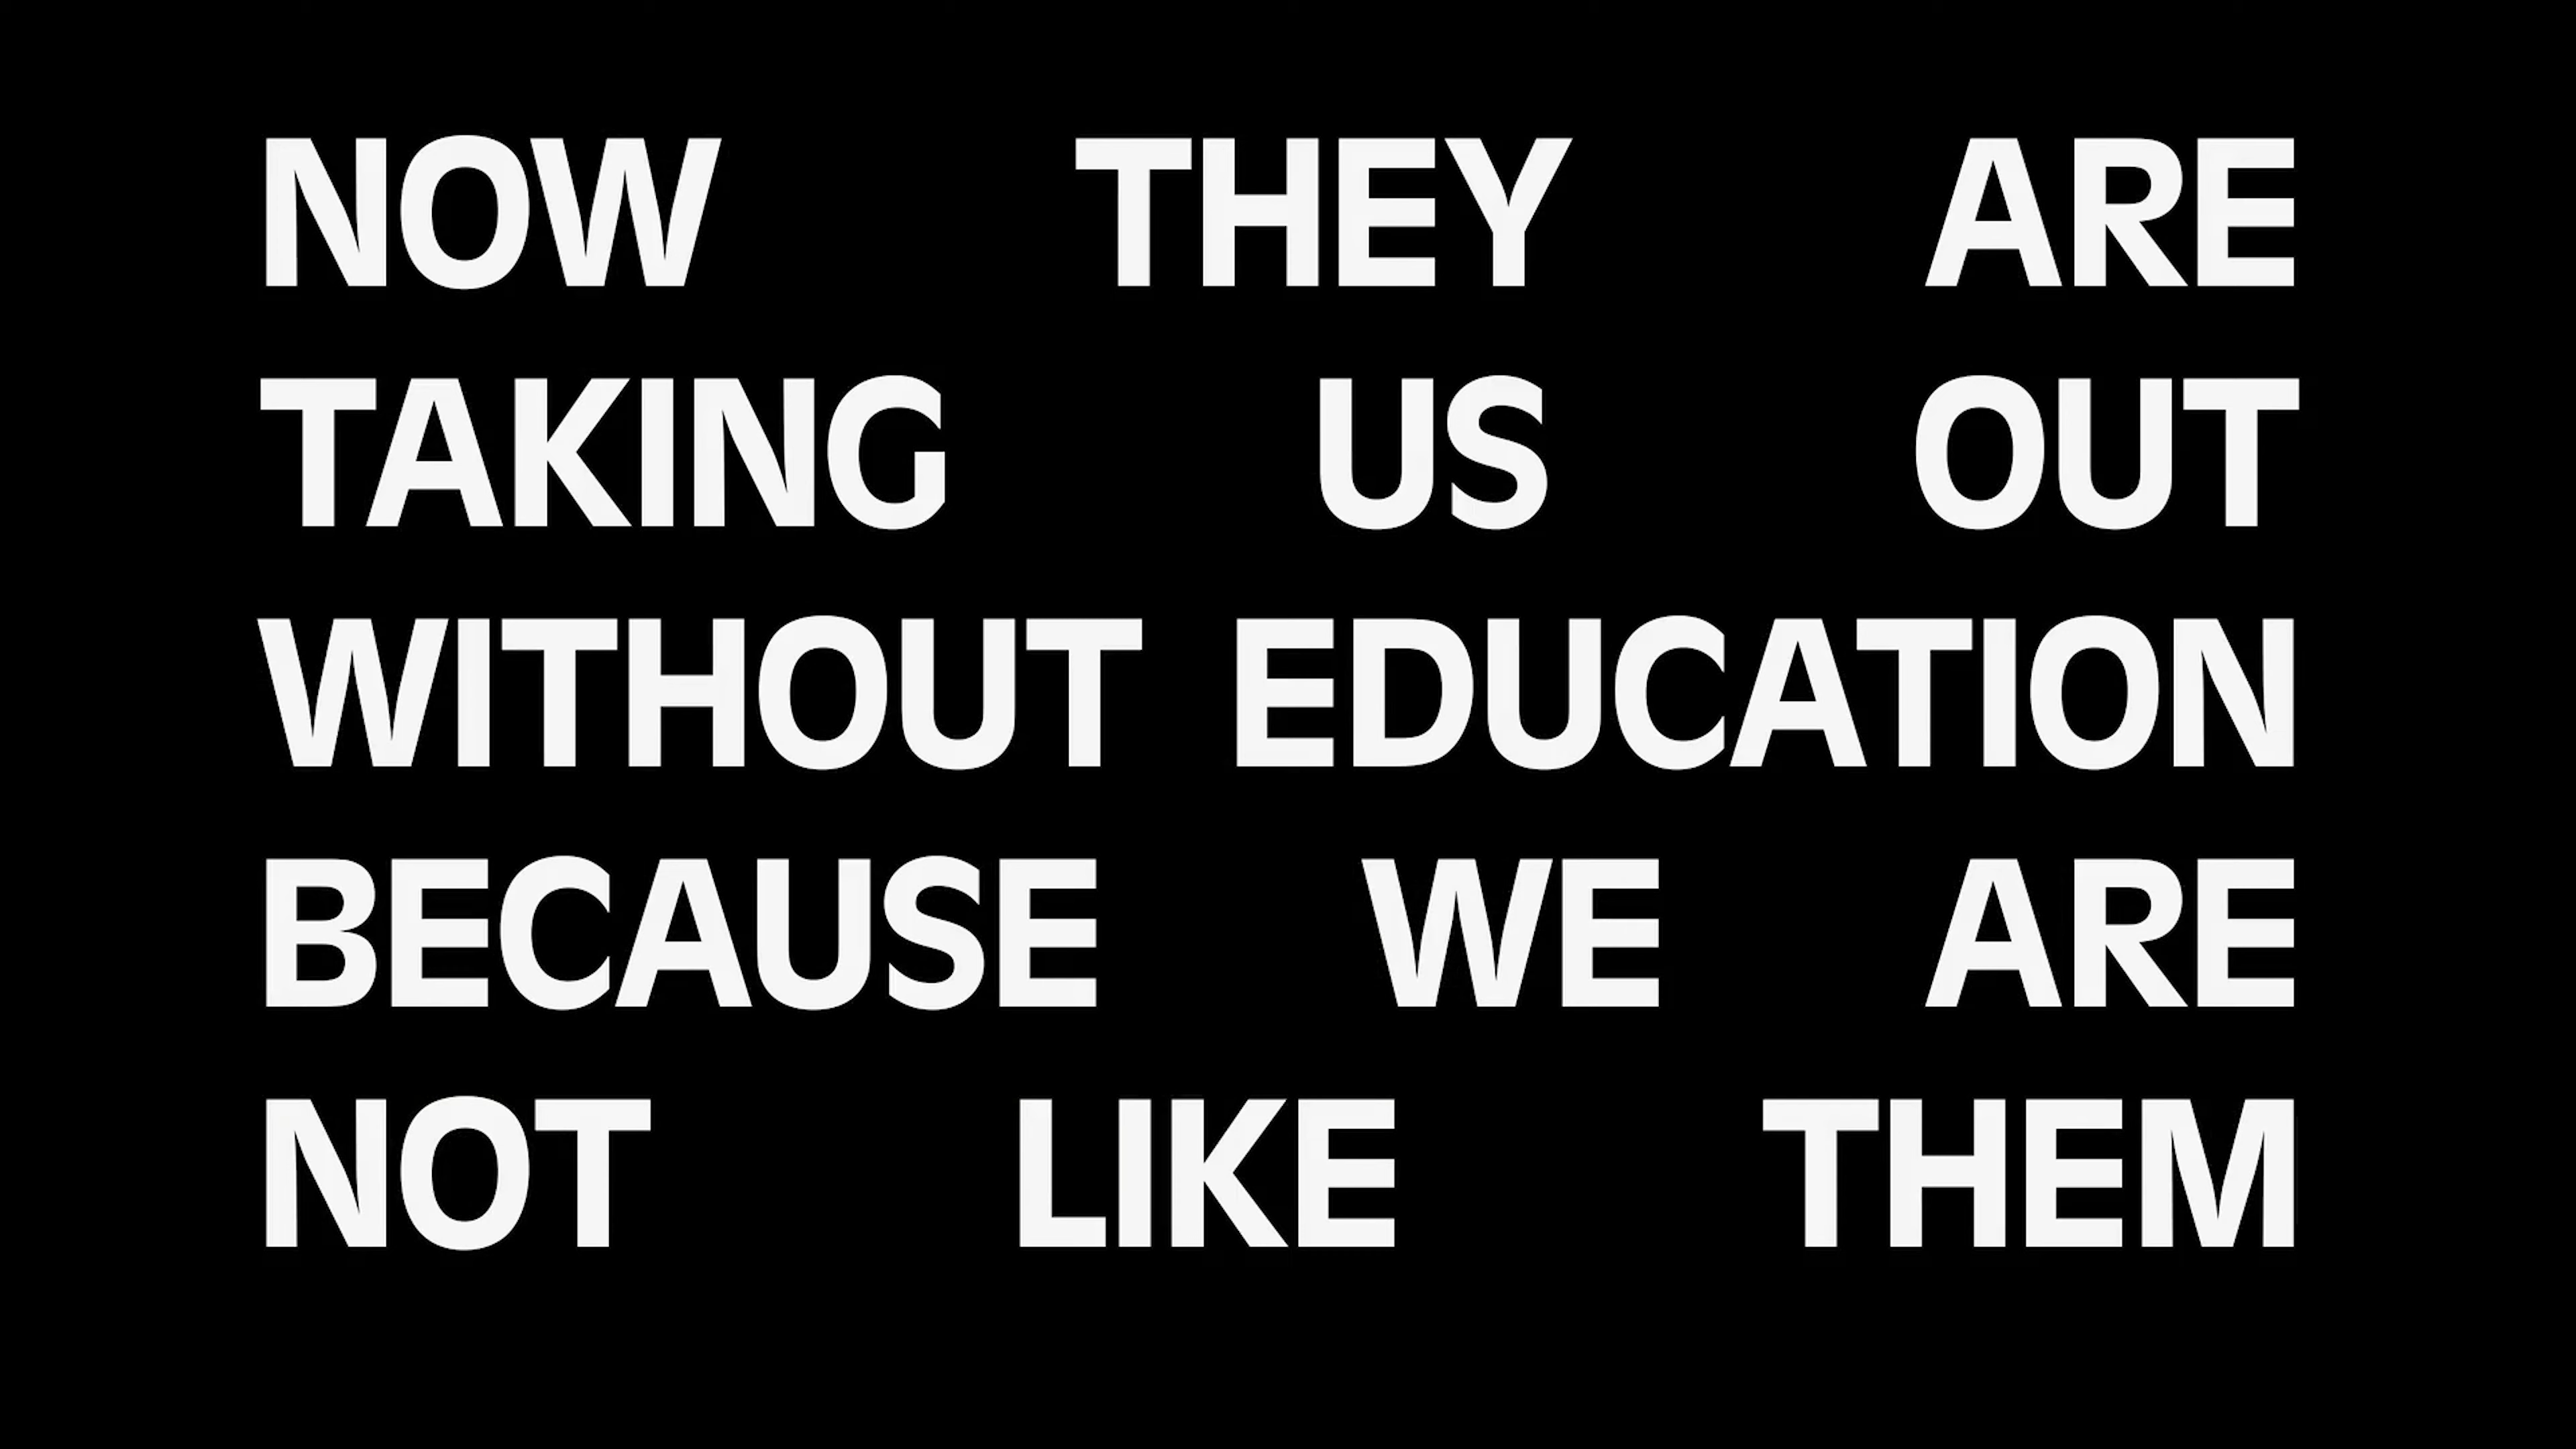 NOW THEY ARE
TAKING US OUT
WITHOUT EDUCATION
BECAUSE WE ARE
NOT LIKE THEM